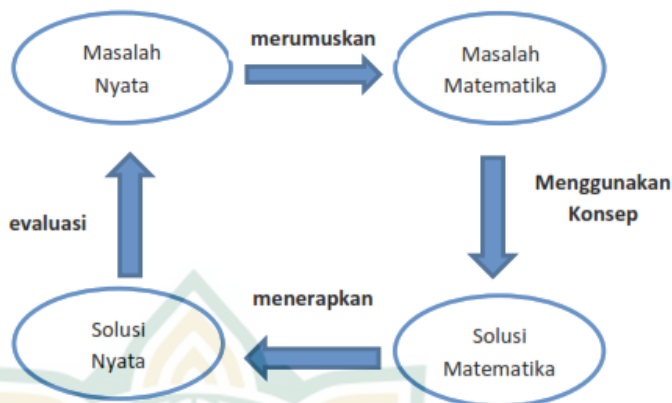 Masalah
Nyata
merumuskan
Masalah
Matematika
Menggunakan
Konsep
evaluasi
menerapkan
Solusi
Nyata
Solusi
Matematika